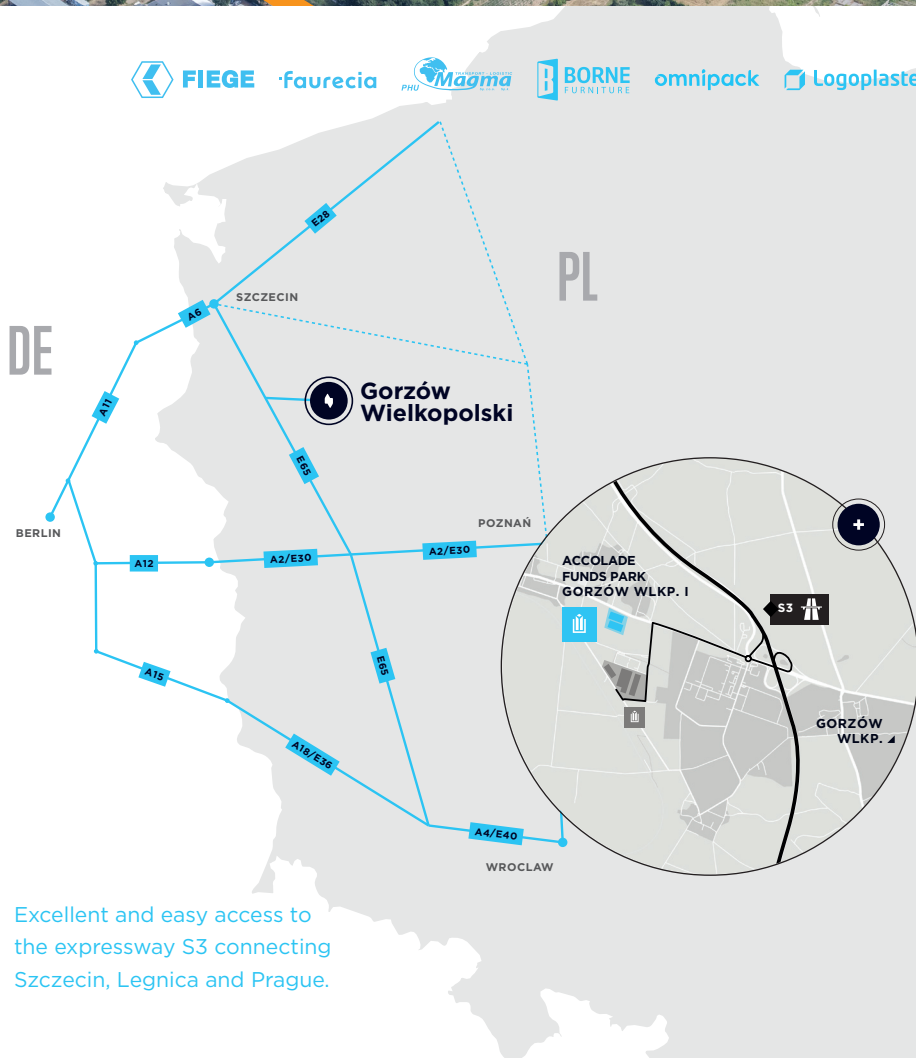 FIEGE
faurecia
PHU Magma
TRANSPORT LOGISTIC
BORNE
FURNITURE
omnipack
Logoplaste
E28
SZCZECIN
PL
A6
DE
Gorzów
Wielkopolski
A11
E65
POZNAŃ
BERLIN
A12
A2/E30
A2/E30
ACCOLADE
FUNDS PARK
GORZÓW WLKP. I
S3
E65
A15
GORZÓW
WLKP.
A18/E36
A4/E40
WROCLAW
Excellent and easy access to
the expressway S3 connecting
Szczecin, Legnica and Prague.